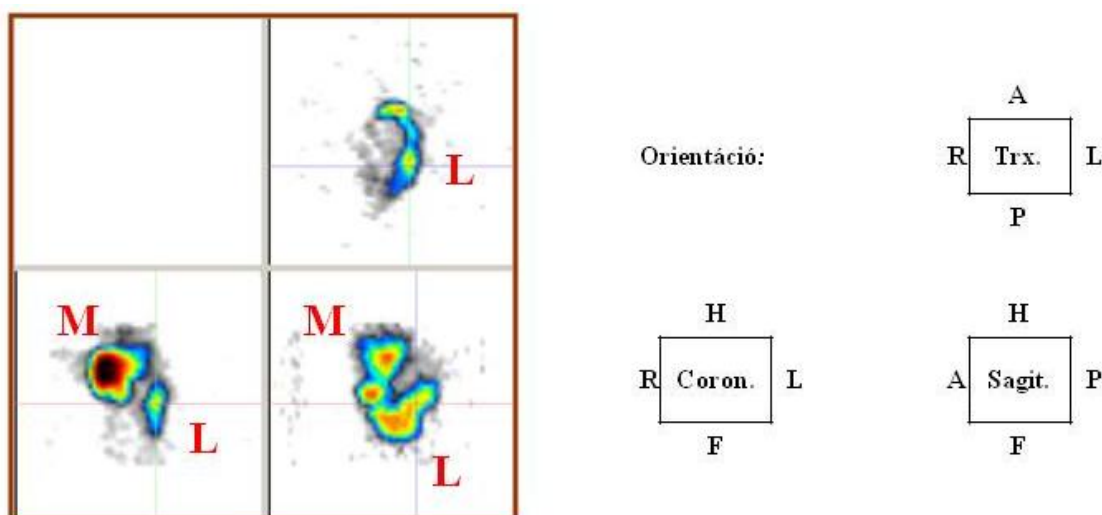 L
M
L
M
L
Orientáció:
A
R Trx. L
P
H
R Coron. L
F
H
A Sagit. P
F